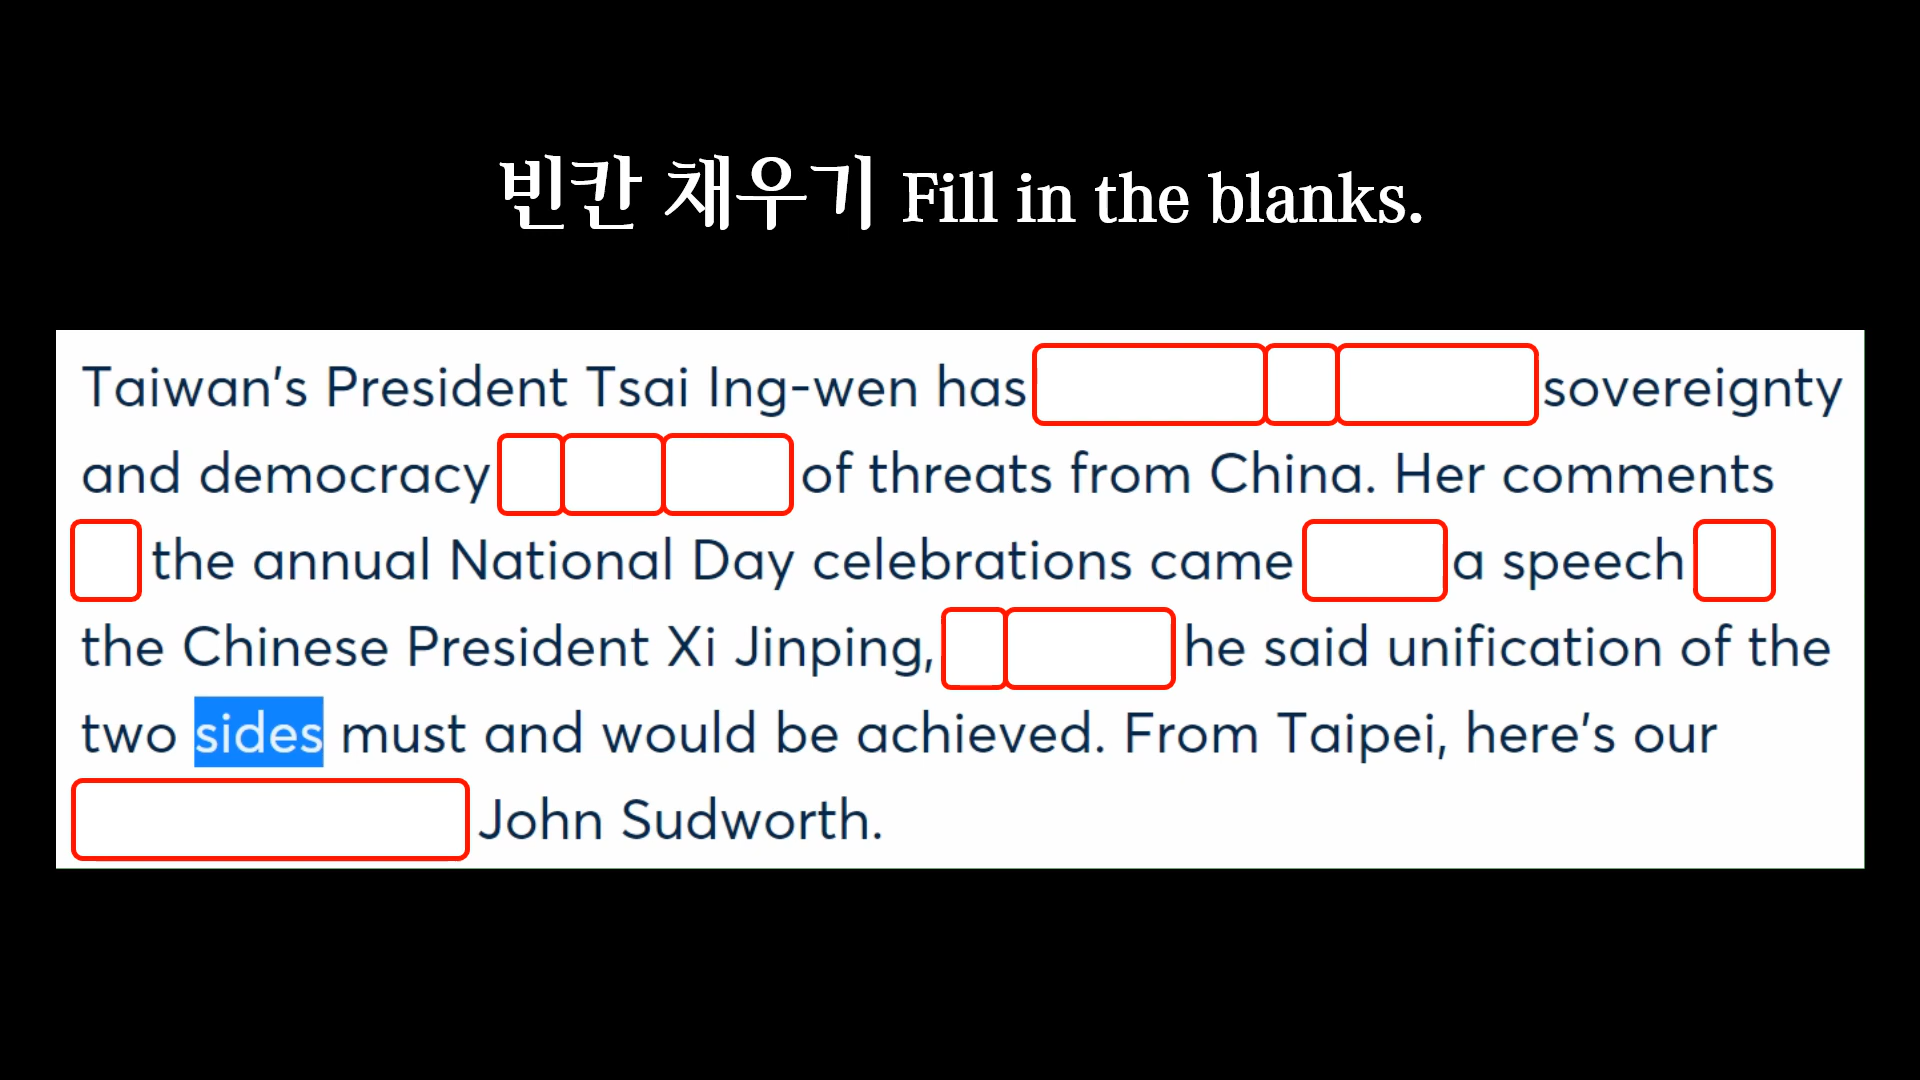 빈칸 채우기 Fill in the blanks.
Taiwan's President Tsai Ing-wen has sovereignty
and democracy of threats from China. Her comments
the annual National Day celebrations came a speech
the Chinese President Xi Jinping, he said unification of the
two sides must and would be achieved. From Taipei, here's our
John Sudworth.